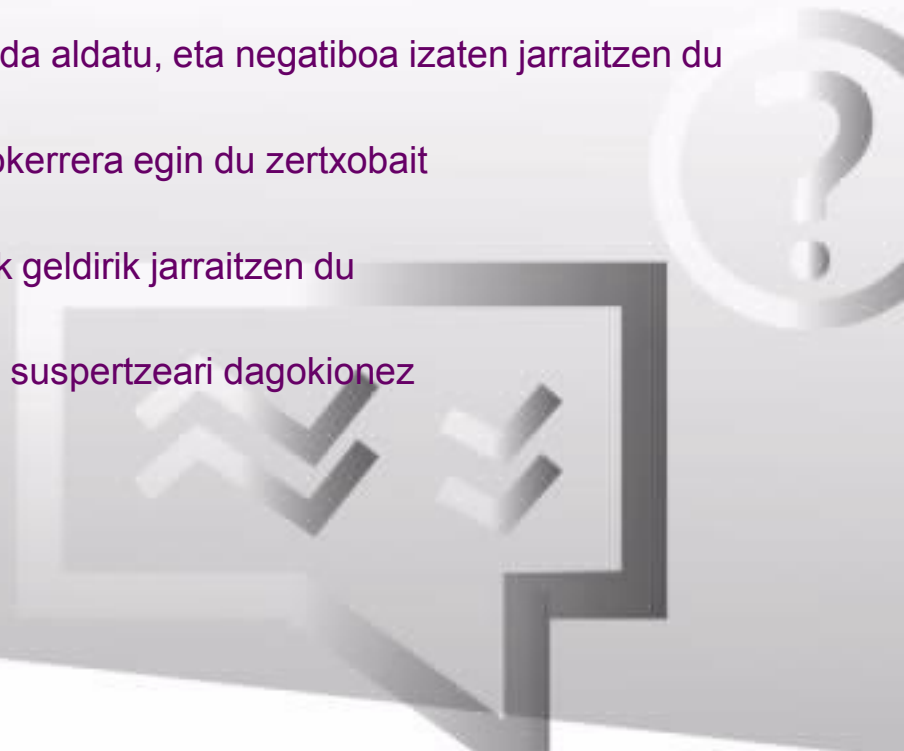 da aldatu, eta negatiboa izaten jarraitzen du
okerrera egin du zertxobait
k geldirik jarraitzen du
suspertzeari dagokionez